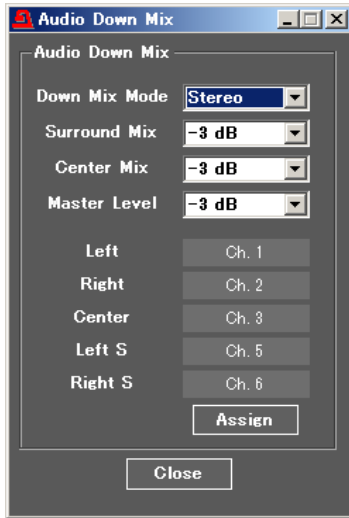 Audio Down Mix
Audio Down Mix
Down Mix Mode Stereo
Surround Mix -3 dB
Center Mix -3 dB
Master Level -3 dB
Left Ch. 1
Right Ch. 2
Center Ch. 3
Left S Ch. 5
Right S Ch. 6
Assign
Close